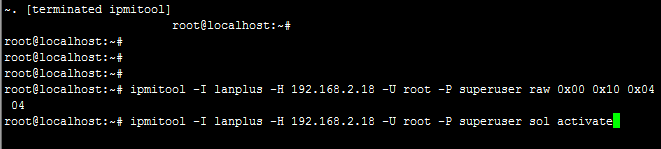 ~. [terminated ipmitool]
root@localhost:~#
root@localhost:~#
root@localhost:~#
root@localhost:~#
root@localhost:~# ipmitool -I lanplus -H 192.168.2.18 -U root -P superuser raw 0x00 0x10 0x04
04
root@localhost:~# ipmitool -I lanplus -H 192.168.2.18 -U root -P superuser sol activate